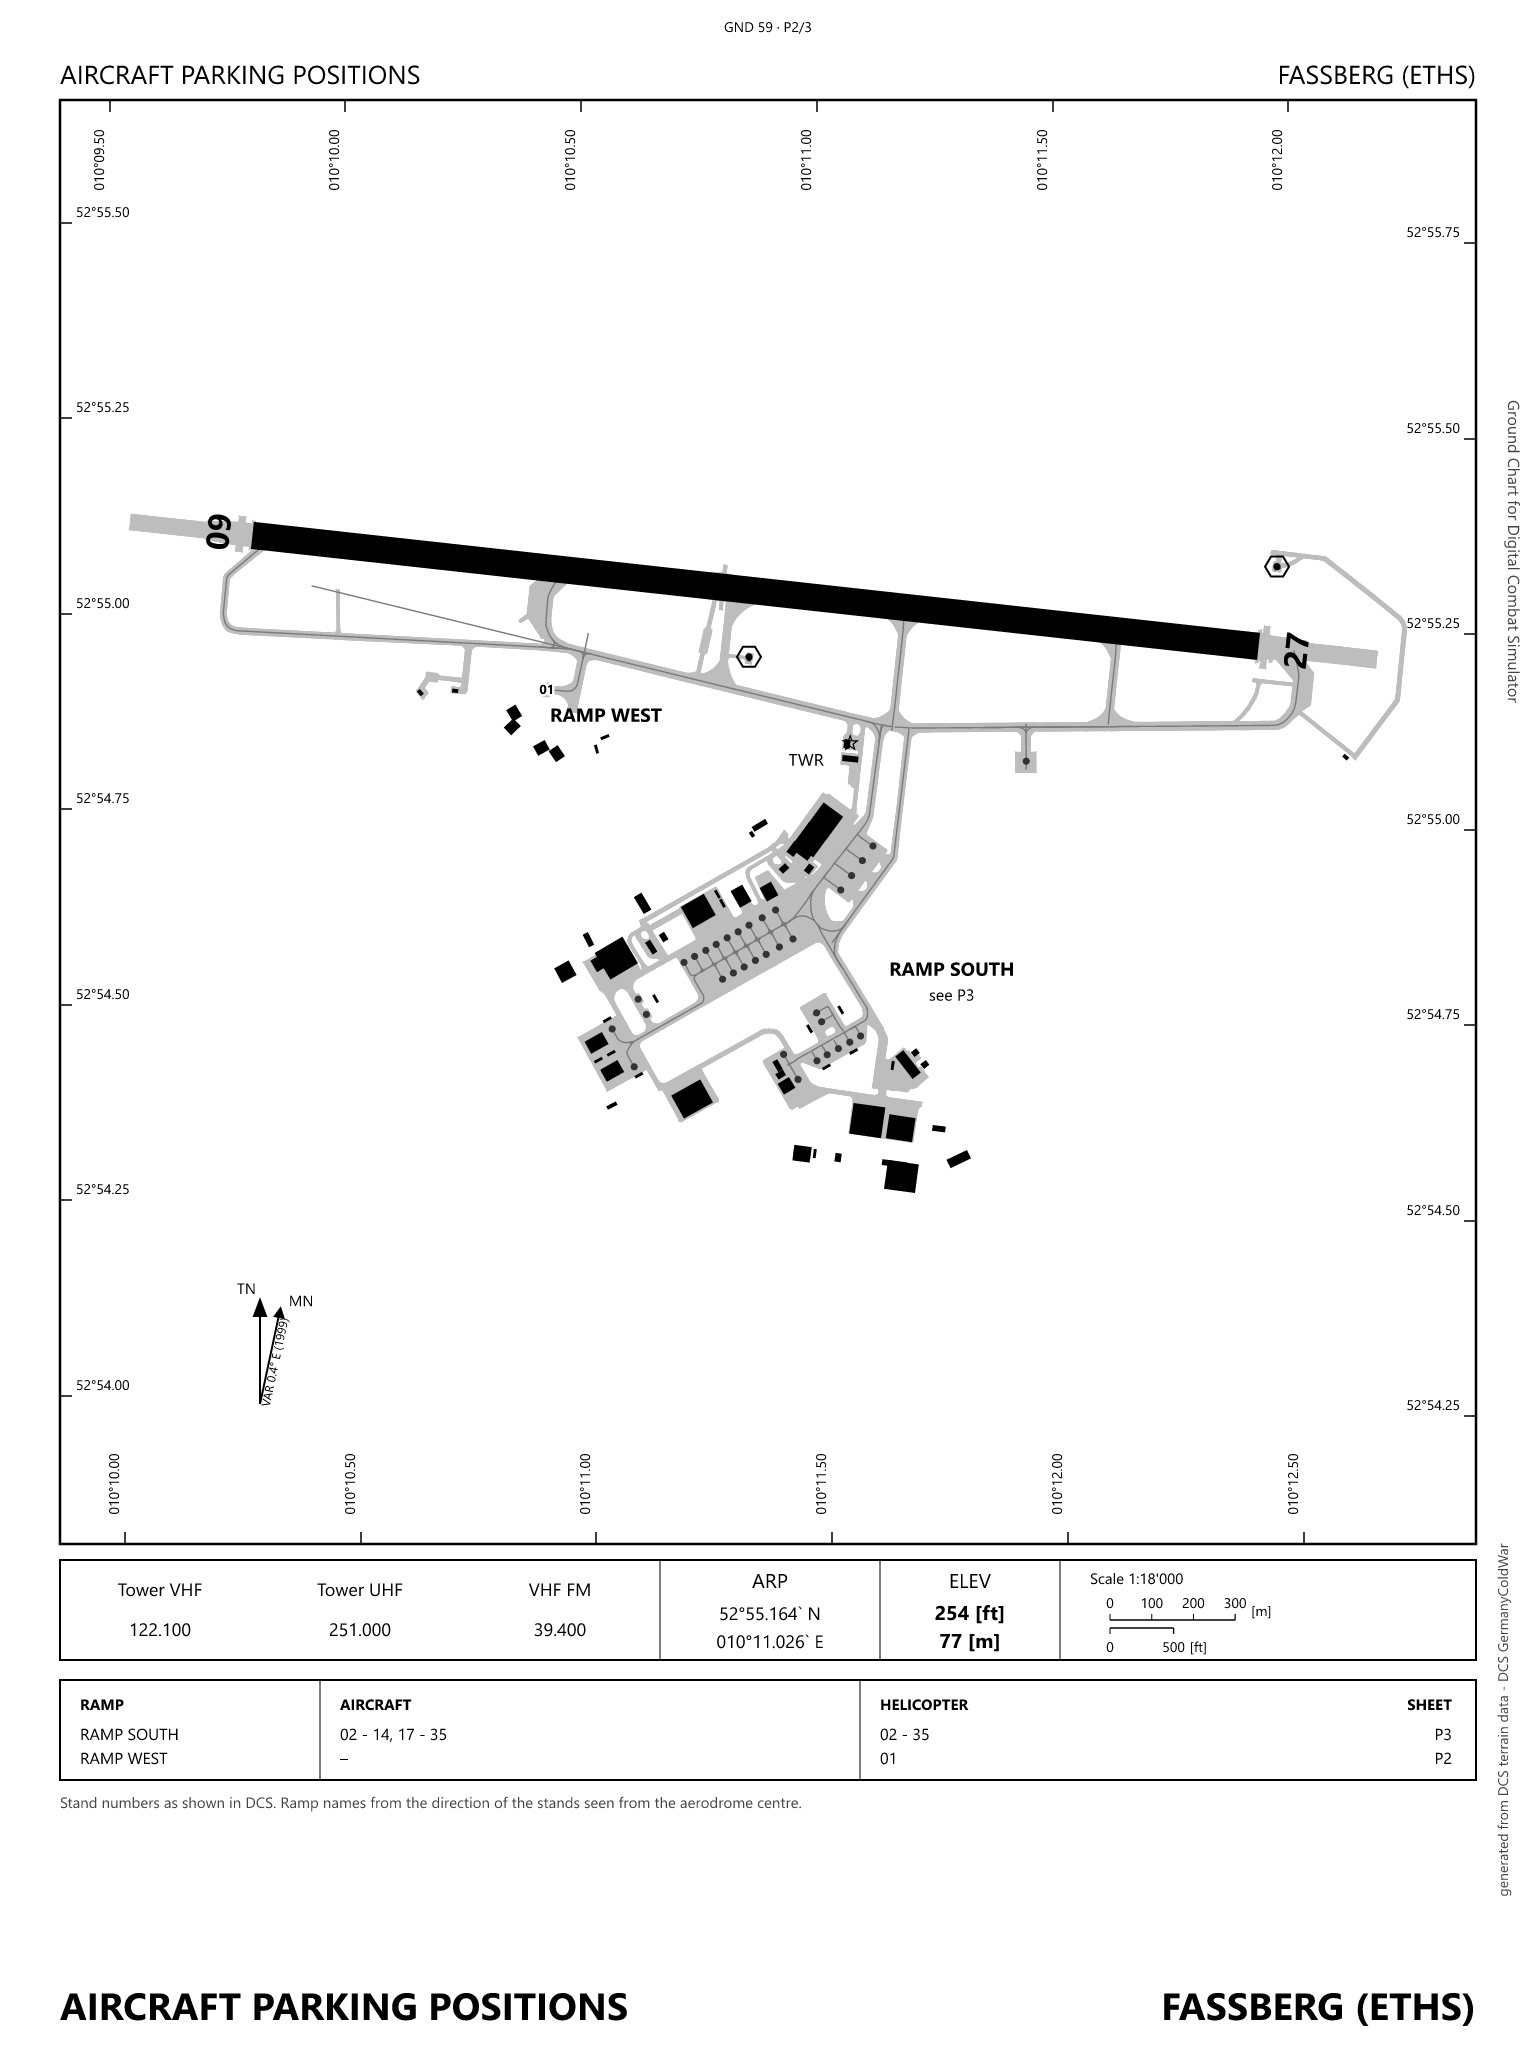 GND 59 · P2/3
AIRCRAFT PARKING POSITIONS
FASSBERG (ETHS)
010°09.50
010°10.00
010°10.50
010°11.00
010°11.50
010°12.00
52°55.50
52°55.75
52°55.25
52°55.50
52°55.00
52°55.25
09
27
01
RAMP WEST
TWR
52°54.75
52°55.00
RAMP SOUTH
see P3
52°54.50
52°54.75
52°54.25
52°54.50
TN
MN
VAR 0.4° E (1999)
52°54.00
52°54.25
010°10.00
010°10.50
010°11.00
010°11.50
010°12.00
010°12.50
Ground Chart for Digital Combat Simulator
generated from DCS terrain data - DCS GermanyColdWar
Tower VHF
122.100
Tower UHF
251.000
VHF FM
39.400
ARP
52°55.164` N
010°11.026` E
ELEV
254 [ft]
77 [m]
Scale 1:18'000
0 100 200 300 [m]
0 500 [ft]
RAMP AIRCRAFT HELICOPTER SHEET
RAMP SOUTH 02 - 14, 17 - 35 02 - 35 P3
RAMP WEST – 01 P2
Stand numbers as shown in DCS. Ramp names from the direction of the stands seen from the aerodrome centre.
AIRCRAFT PARKING POSITIONS
FASSBERG (ETHS)